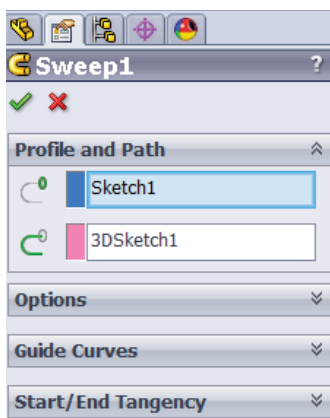 Sweep1 ?
Profile and Path
Sketch1
3DSketch1
Options
Guide Curves
Start/End Tangency